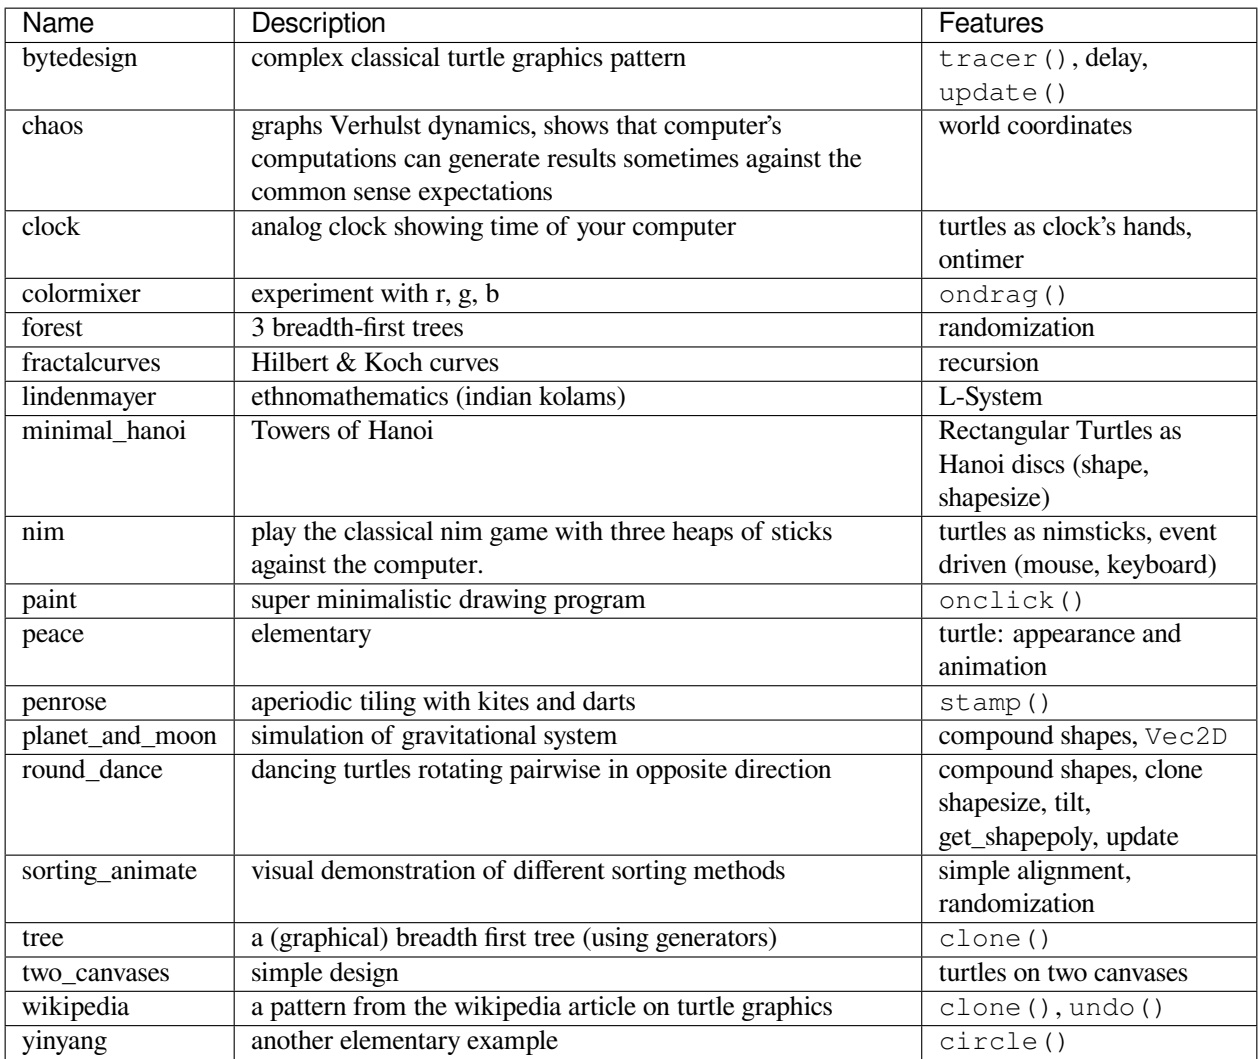 Name Description Features
bytedesign complex classical turtle graphics pattern tracer(), delay,
update()
chaos graphs Verhulst dynamics, shows that computer's world coordinates
computations can generate results sometimes against the
common sense expectations
clock analog clock showing time of your computer turtles as clock's hands,
ontimer
colormixer experiment with r, g, b ondrag()
forest 3 breadth-first trees randomization
fractalcurves Hilbert & Koch curves recursion
lindenmayer ethnomathematics (indian kolams) L-System
minimal_hanoi Towers of Hanoi Rectangular Turtles as
Hanoi discs (shape,
shapesize)
nim play the classical nim game with three heaps of sticks turtles as nimsticks, event
against the computer. driven (mouse, keyboard)
paint super minimalistic drawing program onclick()
peace elementary turtle: appearance and
animation
penrose aperiodic tiling with kites and darts stamp()
planet_and_moon simulation of gravitational system compound shapes, Vec2D
round_dance dancing turtles rotating pairwise in opposite direction compound shapes, clone
shapesize, tilt,
get_shapepoly, update
sorting_animate visual demonstration of different sorting methods simple alignment,
randomization
tree a (graphical) breadth first tree (using generators) clone()
two_canvases simple design turtles on two canvases
wikipedia a pattern from the wikipedia article on turtle graphics clone(), undo()
yinyang another elementary example circle()